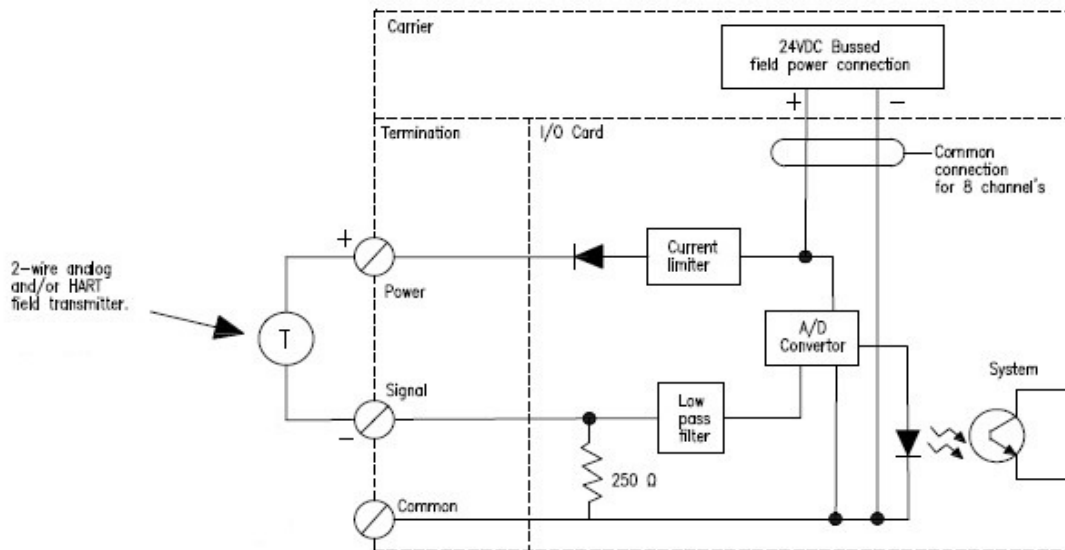 Carrier
24VDC Bussed
field power connection
+
−
Termination
I/O Card
Common
connection
for 8 channel's
+
Current
limiter
2-wire analog
and/or HART
field transmitter.
Power
A/D
Convertor
T
System
Signal
Low
pass
filter
−
250 Ω
Common